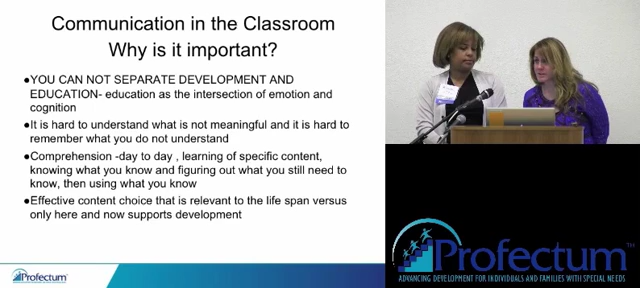 Communication in the Classroom
Why is it important?
●YOU CAN NOT SEPARATE DEVELOPMENT AND
EDUCATION- education as the intersection of emotion and
cognition
●It is hard to understand what is not meaningful and it is hard to
remember what you do not understand
●Comprehension -day to day , learning of specific content,
knowing what you know and figuring out what you still need to
know, then using what you know
●Effective content choice that is relevant to the life span versus
only here and now supports development
Profectum
Profectum™
ADVANCING DEVELOPMENT FOR INDIVIDUALS AND FAMILIES WITH SPECIAL NEEDS